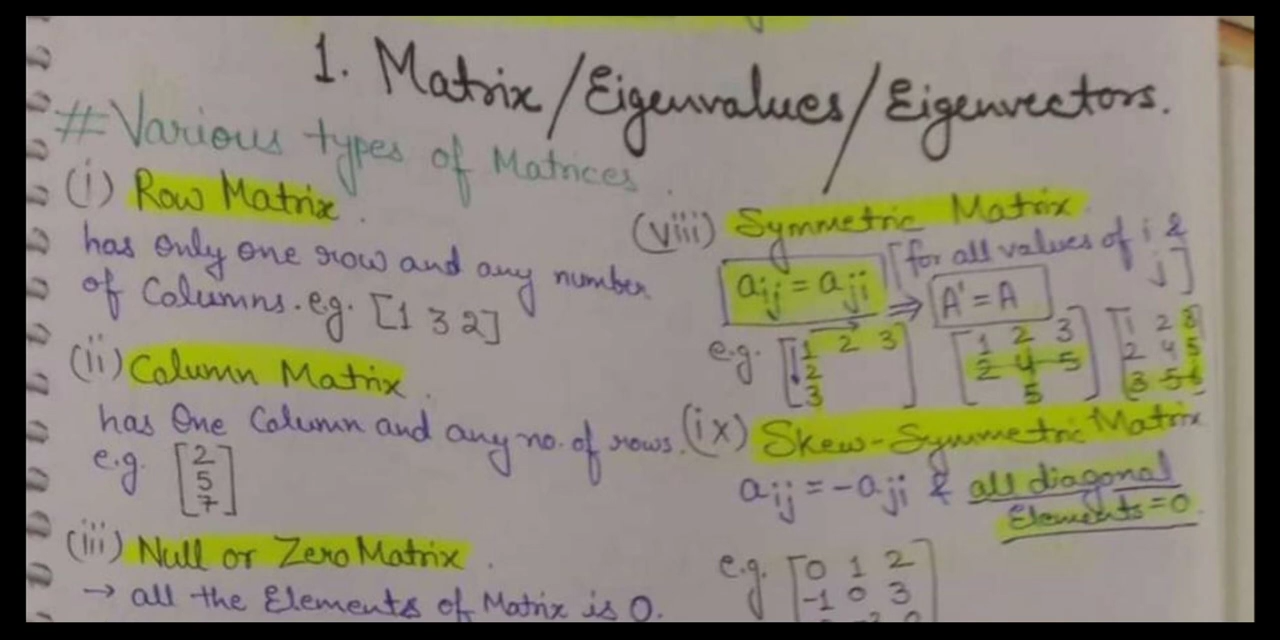 1. Matrix/Eigenvalues/Eigenvectors.
# Various types of Matrices.
(i) Row Matrix.
has only one row and any number
of Columns. e.g. [1 3 2]
(ii) Column Matrix.
has One Column and any no. of rows.
e.g. [2
5
7]
(iii) Null or Zero Matrix.
→ all the Elements of Matrix is 0.
(viii) Symmetric Matrix
aij = aji [for all values of i &
j]
⇒ A' = A
e.g. [1 2 3
2
3] [1 2 3
2 4 5
5] [1 2 3
2 4 5
3 5 6]
(ix) Skew-Symmetric Matrix
aij = -aji & all diagonal
Elements = 0.
e.g. [0 1 2
-1 0 3